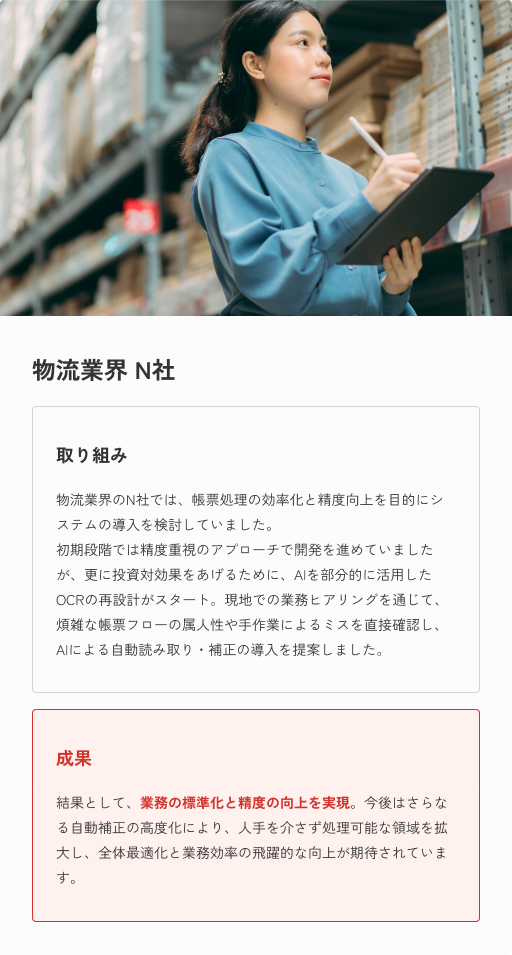 25
物流業界 N社
取り組み
物流業界のN社では、帳票処理の効率化と精度向上を目的にシ
ステムの導入を検討していました。
初期段階では精度重視のアプローチで開発を進めていました
が、更に投資対効果をあげるために、AIを部分的に活用した
OCRの再設計がスタート。現地での業務ヒアリングを通じて、
煩雑な帳票フローの属人性や手作業によるミスを直接確認し、
AIによる自動読み取り・補正の導入を提案しました。
成果
結果として、業務の標準化と精度の向上を実現。今後はさらな
る自動補正の高度化により、人手を介さず処理可能な領域を拡
大し、全体最適化と業務効率の飛躍的な向上が期待されていま
す。